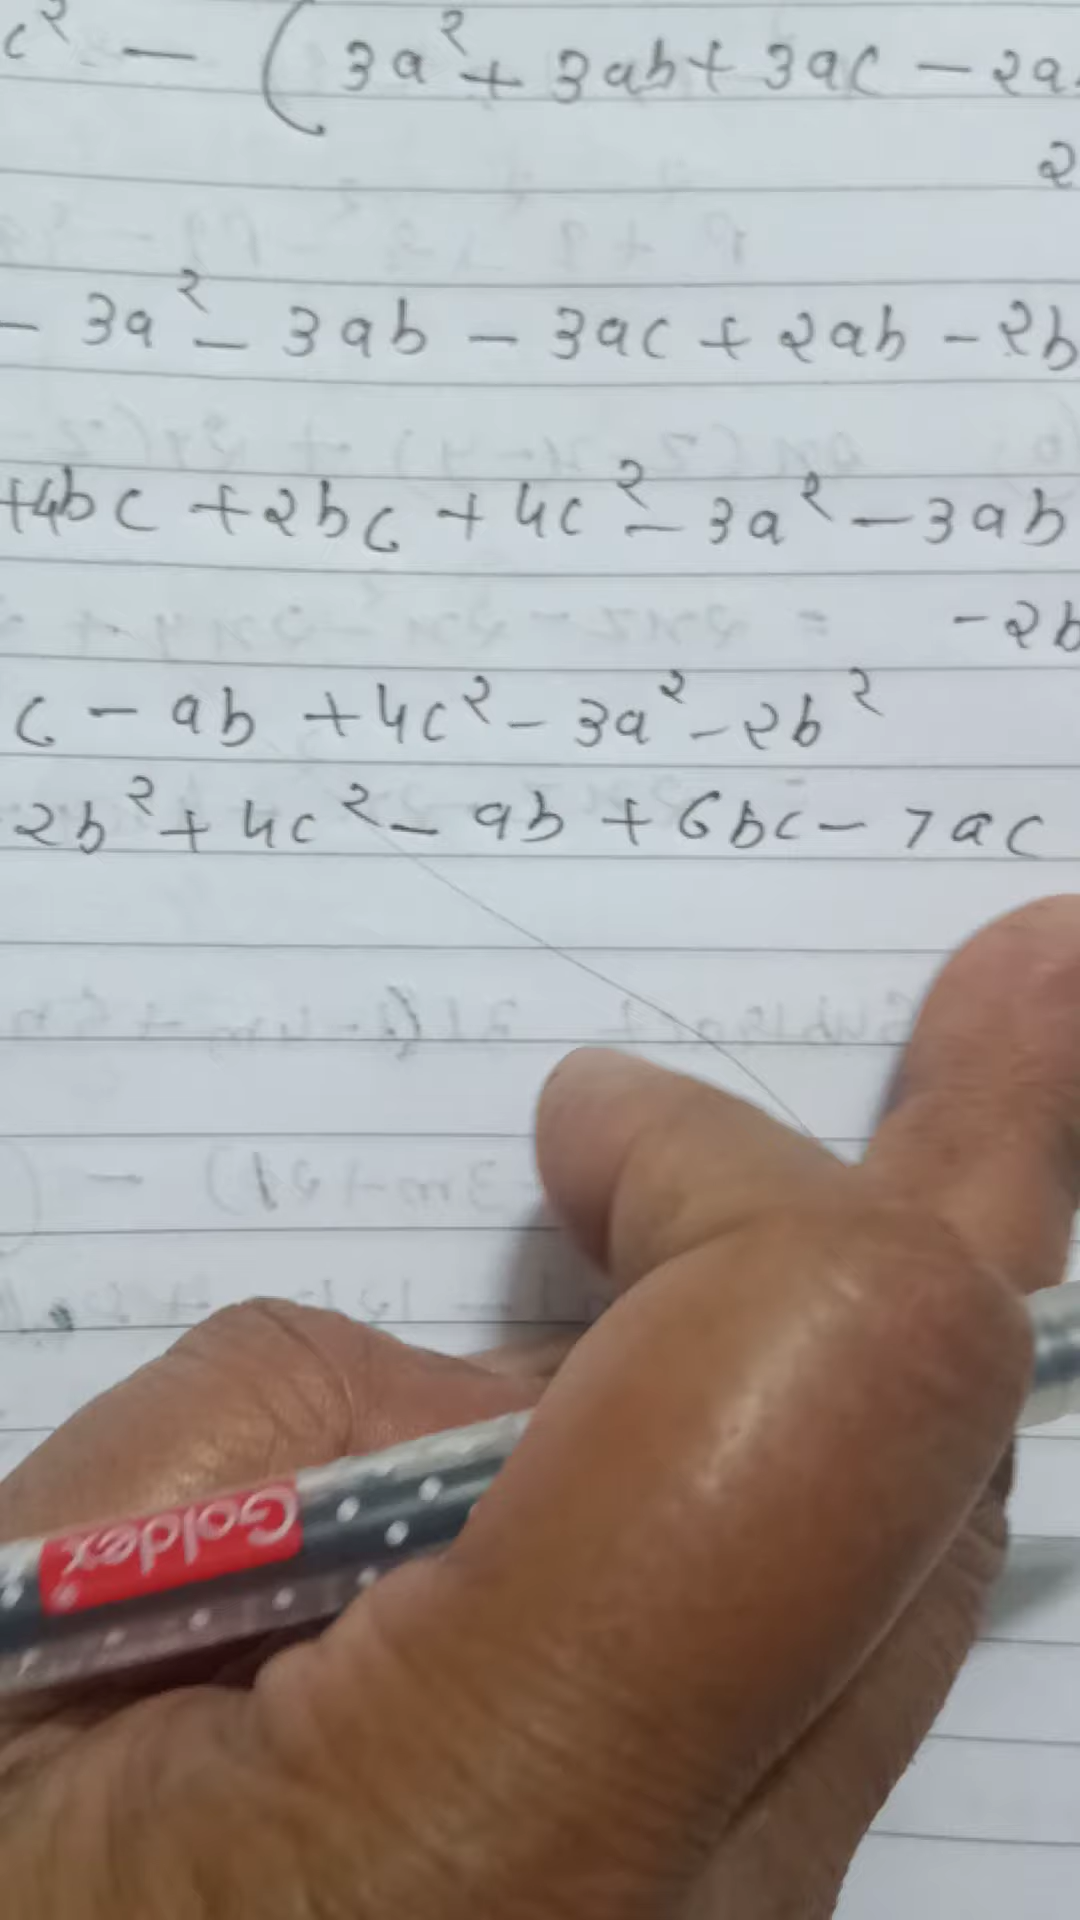 c² - (3a² + 3ab + 3ac - 2a
2
- 3a² - 3ab - 3ac + 2ab - 2b
+4bc + 2bc + 4c² - 3a² - 3ab
-2b
c - ab + 4c² - 3a² - 2b²
2b² + 4c² - ab + 6bc - 7ac
Goldex